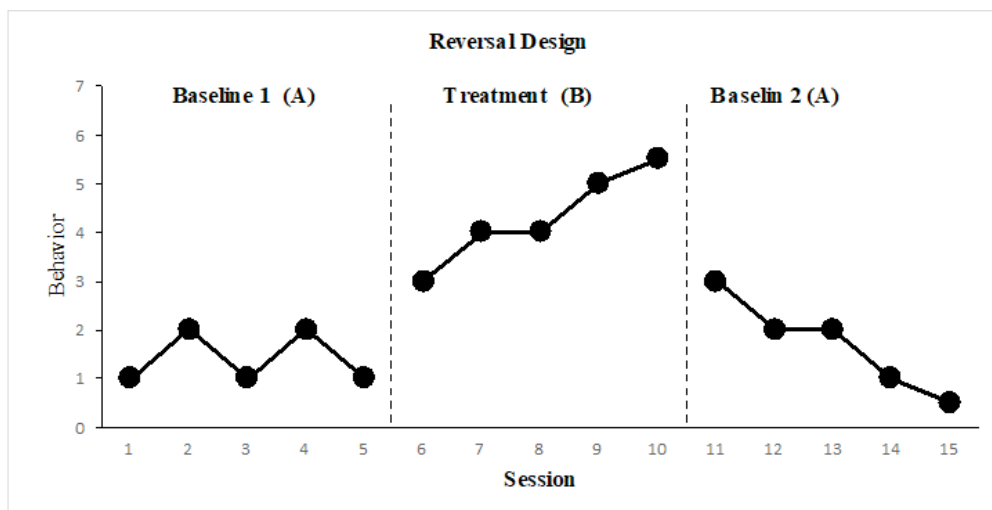 Reversal Design
Baseline 1 (A) Treatment (B) Baselin 2 (A)
7
6
5
4
3
2
1
0
Behavior
1 2 3 4 5 6 7 8 9 10 11 12 13 14 15
Session